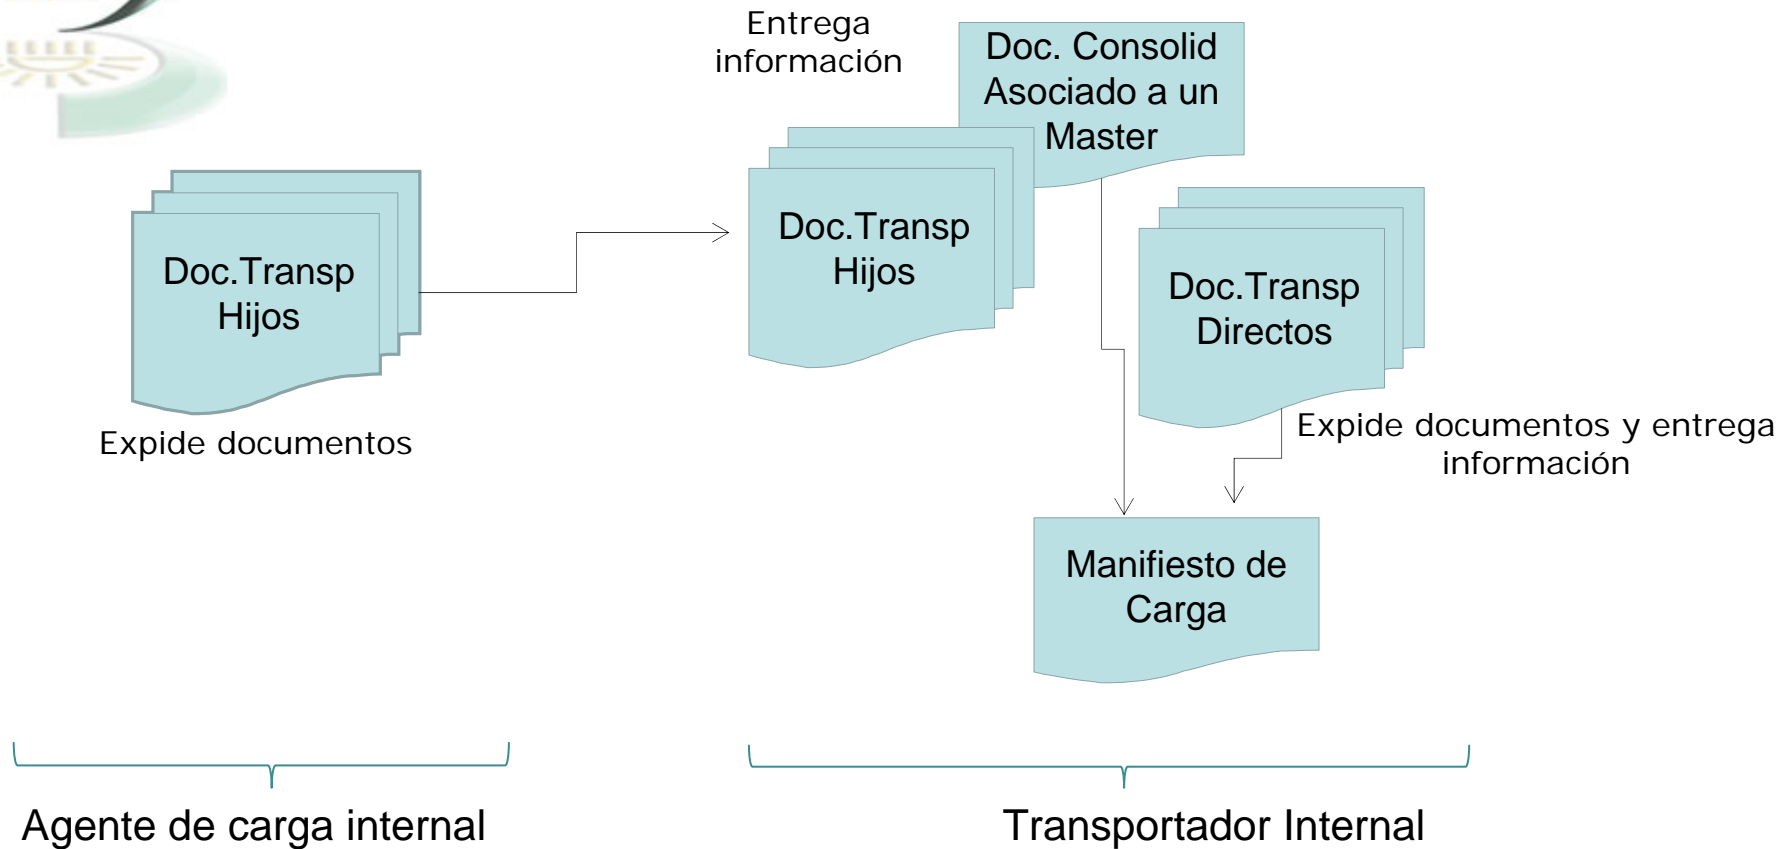 Entrega
información
Doc. Consolid
Asociado a un
Master
Doc.Transp
Hijos
Expide documentos
Doc.Transp
Hijos
Doc.Transp
Directos
Expide documentos y entrega
información
Manifiesto de
Carga
Agente de carga internal
Transportador Internal